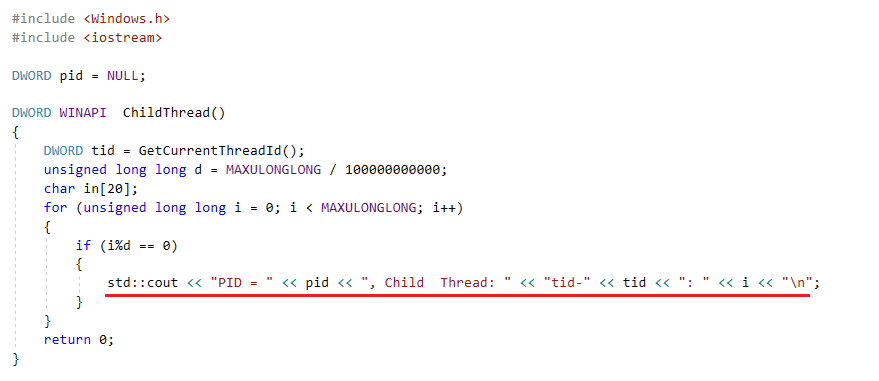 #include <Windows.h>
#include <iostream>
DWORD pid = NULL;
DWORD WINAPI  ChildThread()
{
    DWORD tid = GetCurrentThreadId();
    unsigned long long d = MAXULONGLONG / 100000000000;
    char in[20];
    for (unsigned long long i = 0; i < MAXULONGLONG; i++)
    {
        if (i%d == 0)
        {
            std::cout << "PID = " << pid << ", Child  Thread: " << "tid-" << tid << ": " << i << "\n";
        }
    }
    return 0;
}